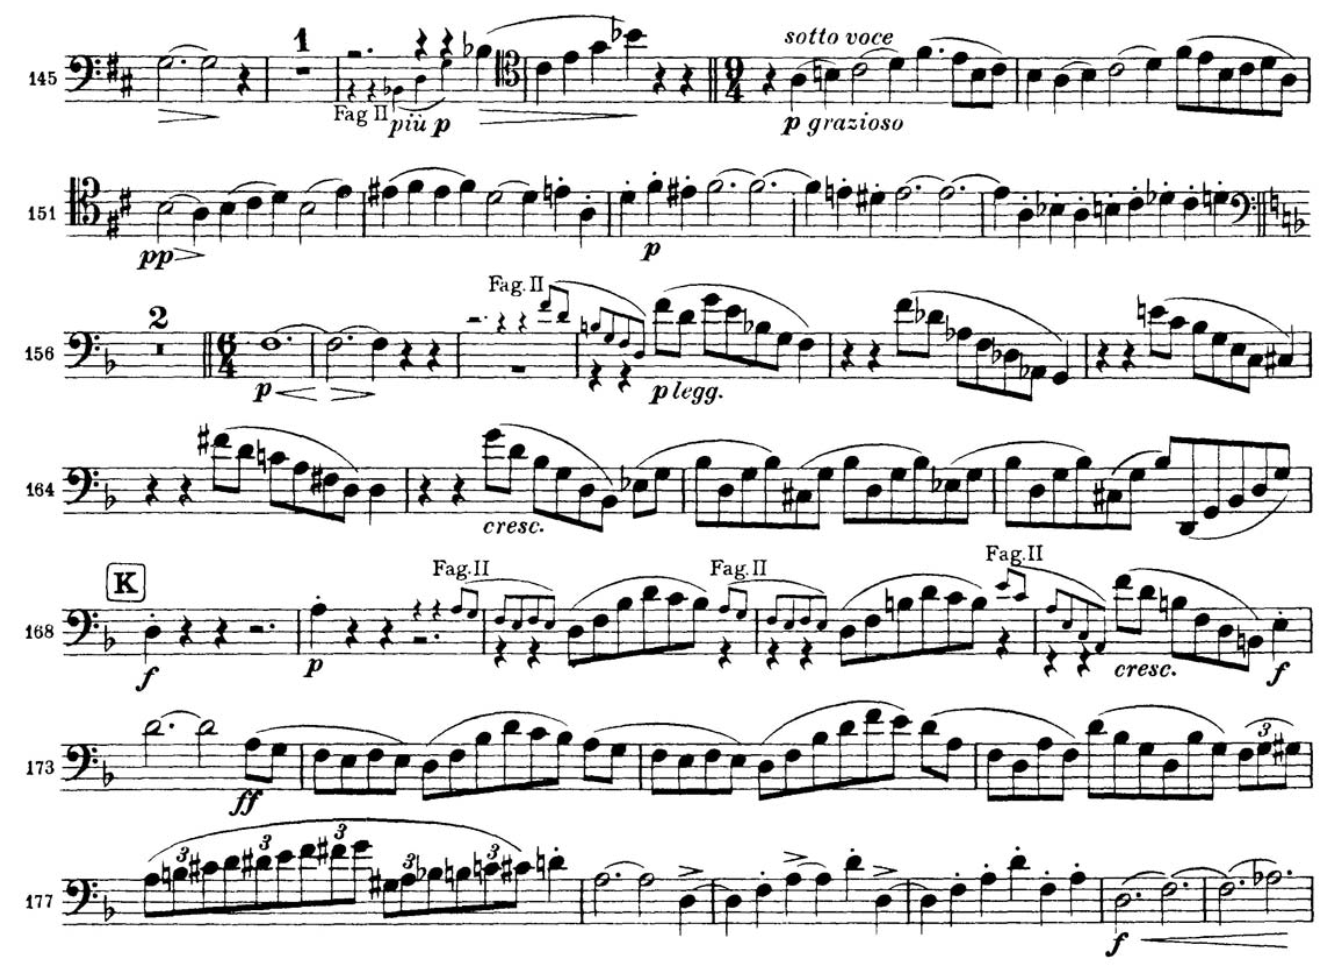 1
sotto voce
145
9
4
Fag II
più p
p grazioso
151
pp
p
2
Fag. II
156
6
4
p
p legg.
164
cresc.
K
Fag. II
Fag. II
Fag. II
168
f
p
cresc.
f
173
ff
3
3
3
3
3
3
177
f